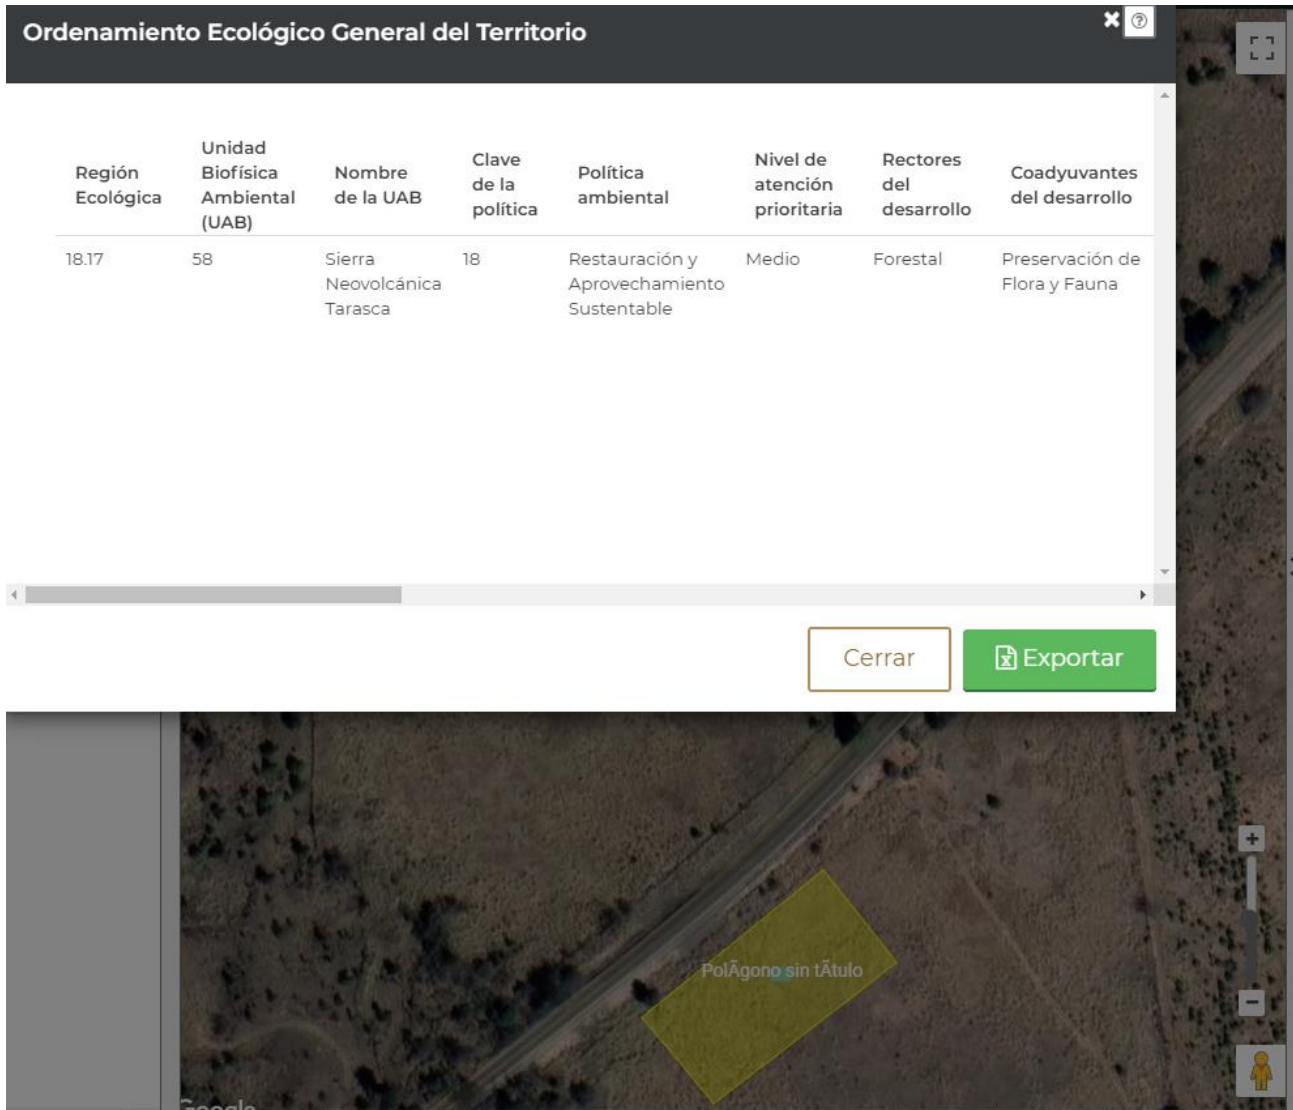 Ordenamiento Ecológico General del Territorio
Región
Ecológica
Unidad
Biofísica
Ambiental
(UAB)
Nombre
de la UAB
Clave
de la
política
Política
ambiental
Nivel de
atención
prioritaria
Rectores
del
desarrollo
Coadyuvantes
del desarrollo
18.17
58
Sierra
Neovolcánica
Tarasca
18
Restauración y
Aprovechamiento
Sustentable
Medio
Forestal
Preservación de
Flora y Fauna
Cerrar
Exportar
PolÃgono sin tÃtulo
Google